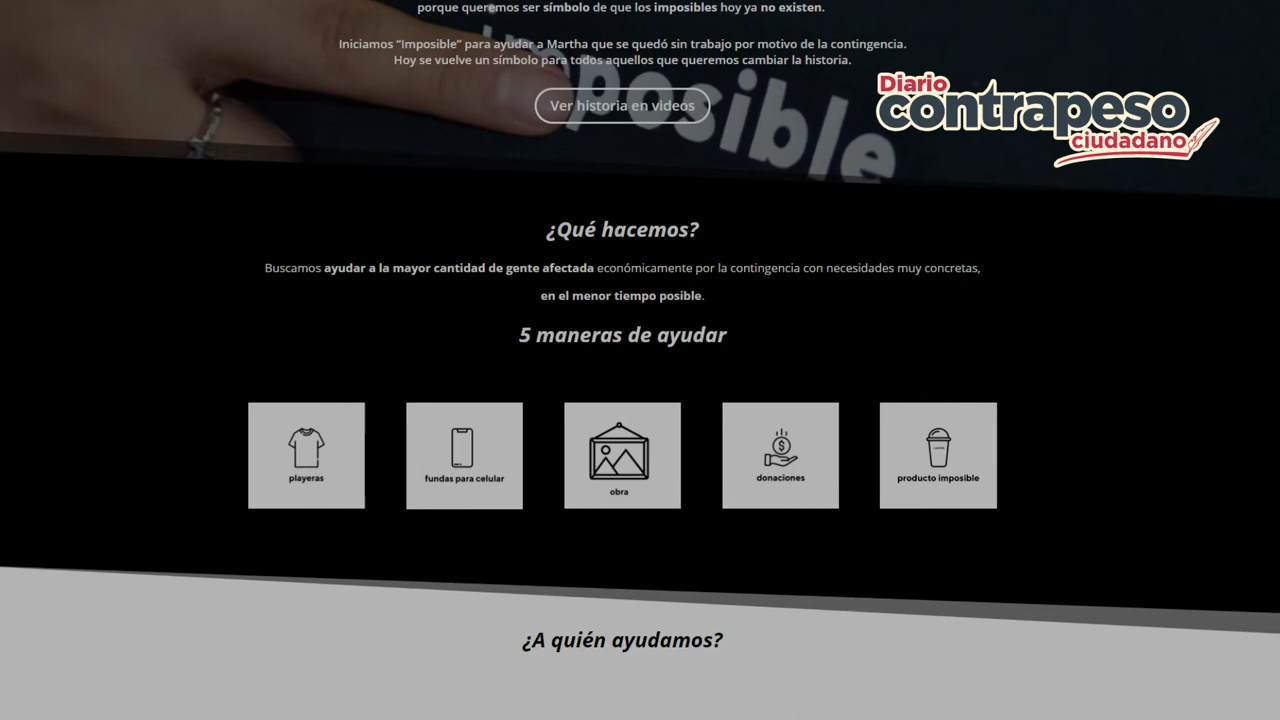 porque queremos ser símbolo de que los imposibles hoy ya no existen.
Iniciamos “Imposible” para ayudar a Martha que se quedó sin trabajo por motivo de la contingencia.
Hoy se vuelve un símbolo para todos aquellos que queremos cambiar la historia.
Ver historia en videos
imposible
Diario
contrapeso
ciudadano
¿Qué hacemos?
Buscamos ayudar a la mayor cantidad de gente afectada económicamente por la contingencia con necesidades muy concretas,
en el menor tiempo posible.
5 maneras de ayudar
playeras
fundas para celular
obra
donaciones
producto imposible
¿A quién ayudamos?